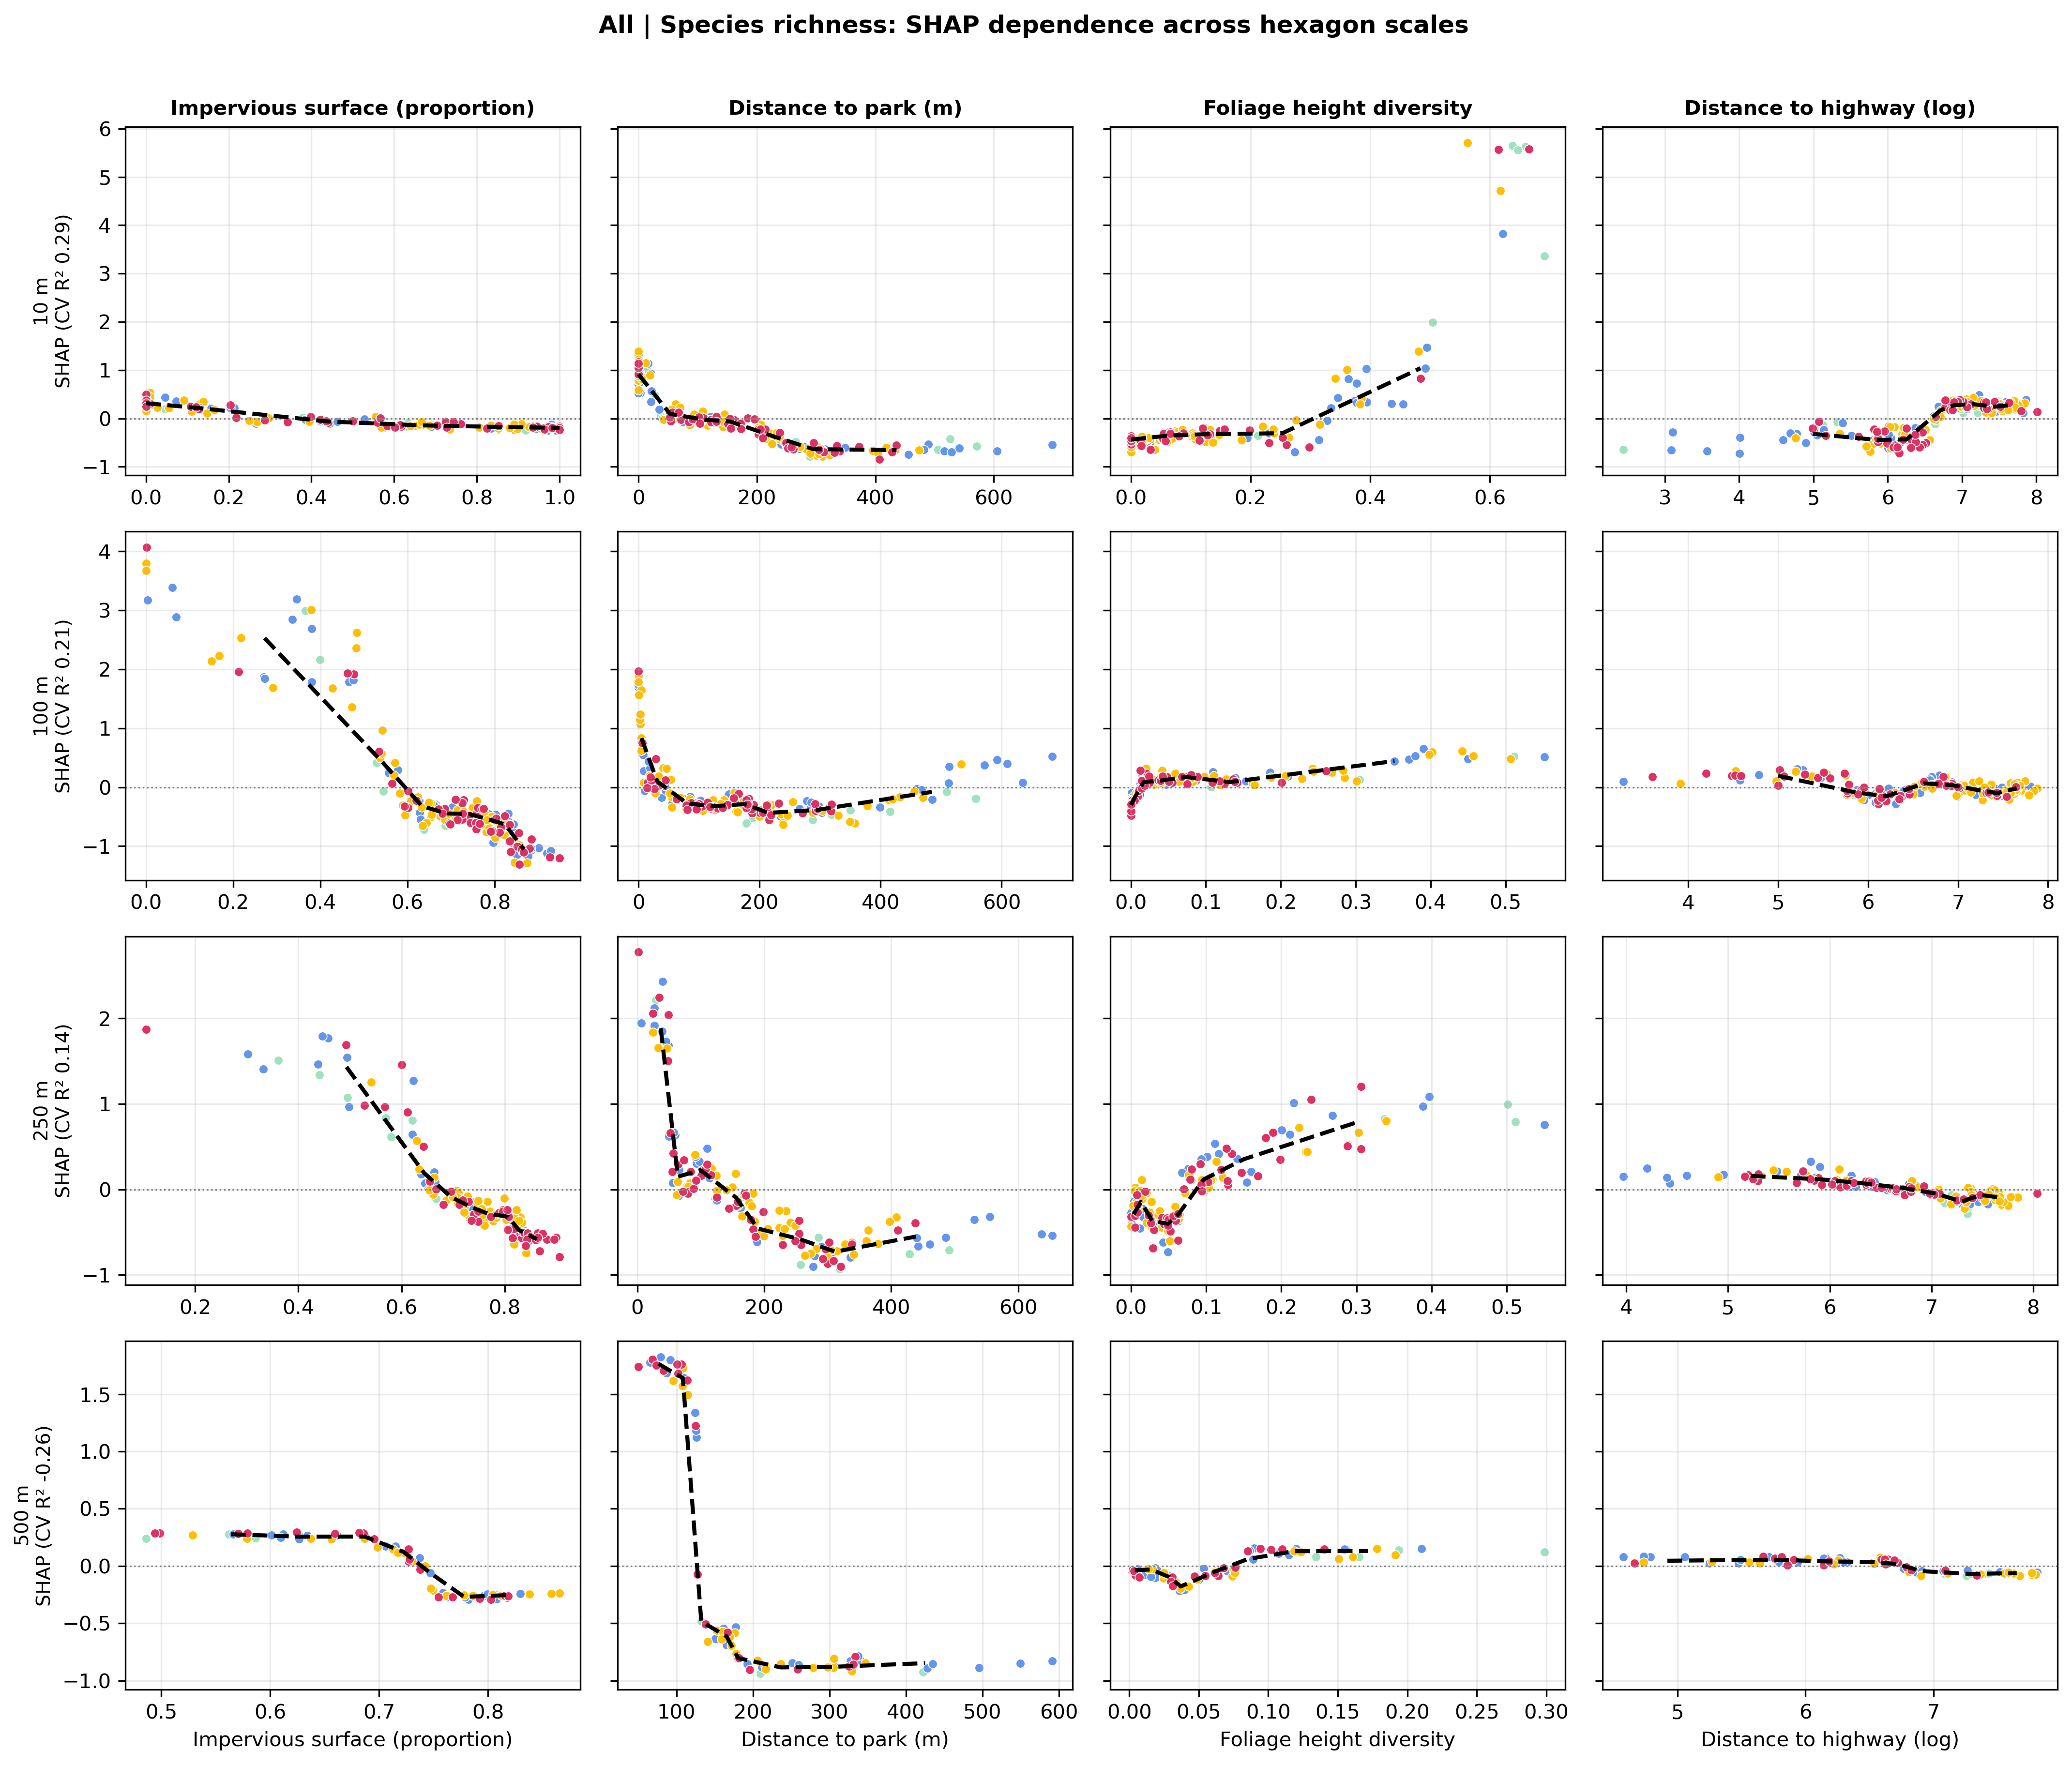 All | Species richness: SHAP dependence across hexagon scales
Impervious surface (proportion)
Distance to park (m)
Foliage height diversity
Distance to highway (log)
10 m
SHAP (CV R² 0.29)
6
5
4
3
2
1
0
−1
0.0 0.2 0.4 0.6 0.8 1.0
0 200 400 600
0.0 0.2 0.4 0.6
3 4 5 6 7 8
100 m
SHAP (CV R² 0.21)
4
3
2
1
0
−1
0.0 0.2 0.4 0.6 0.8
0 200 400 600
0.0 0.1 0.2 0.3 0.4 0.5
4 5 6 7 8
250 m
SHAP (CV R² 0.14)
2
1
0
−1
0.2 0.4 0.6 0.8
0 200 400 600
0.0 0.1 0.2 0.3 0.4 0.5
4 5 6 7 8
500 m
SHAP (CV R² -0.26)
1.5
1.0
0.5
0.0
−0.5
−1.0
0.5 0.6 0.7 0.8
100 200 300 400 500 600
0.00 0.05 0.10 0.15 0.20 0.25 0.30
5 6 7
Impervious surface (proportion)
Distance to park (m)
Foliage height diversity
Distance to highway (log)